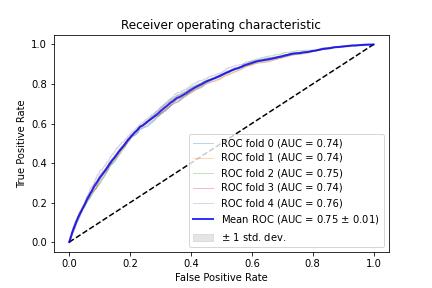 Receiver operating characteristic
True Positive Rate
1.0
0.8
0.6
0.4
0.2
0.0
ROC fold 0 (AUC = 0.74)
ROC fold 1 (AUC = 0.74)
ROC fold 2 (AUC = 0.75)
ROC fold 3 (AUC = 0.74)
ROC fold 4 (AUC = 0.76)
Mean ROC (AUC = 0.75 ± 0.01)
± 1 std. dev.
0.0 0.2 0.4 0.6 0.8 1.0
False Positive Rate